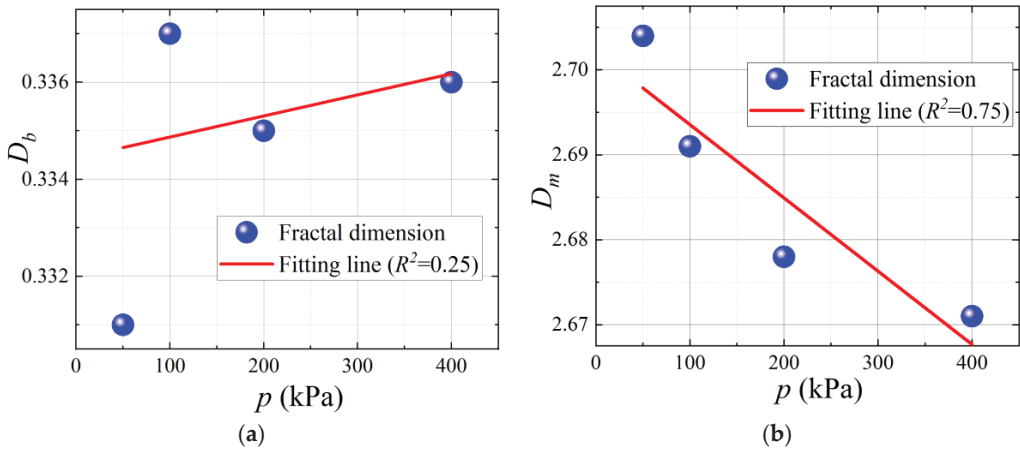 0.336
0.334
0.332
D_b
Fractal dimension
Fitting line (R²=0.25)
0
100
200
300
400
p (kPa)
(a)
2.70
2.69
2.68
2.67
D_m
Fractal dimension
Fitting line (R²=0.75)
0
100
200
300
400
p (kPa)
(b)